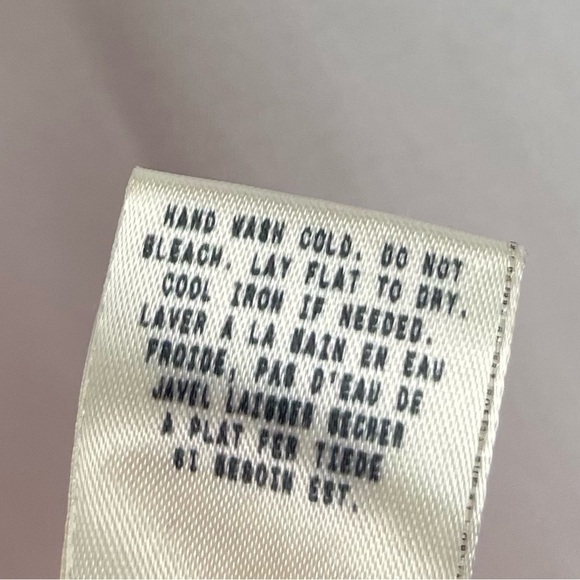 HAND WASH COLD. DO NOT
BLEACH. LAY FLAT TO DRY.
COOL IRON IF NEEDED.
LAVER A LA MAIN EN EAU
FROIDE, PAS D'EAU DE
JAVEL LAISSER SECHER
A PLAT FER TIEDE
SI BESOIN EST.